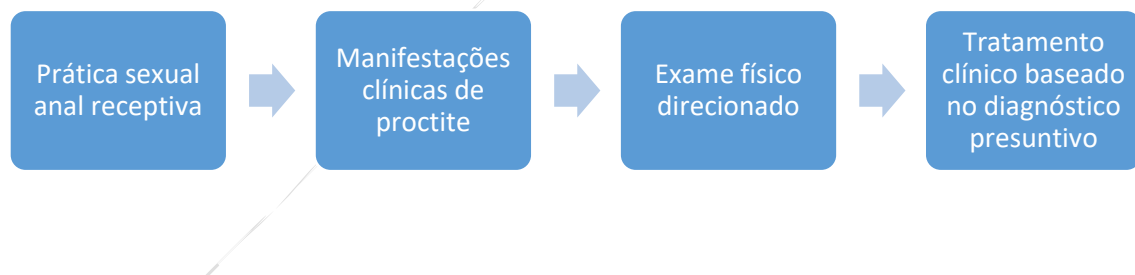 Prática sexual
anal receptiva
Manifestações
clínicas de
proctite
Exame físico
direcionado
Tratamento
clínico baseado
no diagnóstico
presuntivo